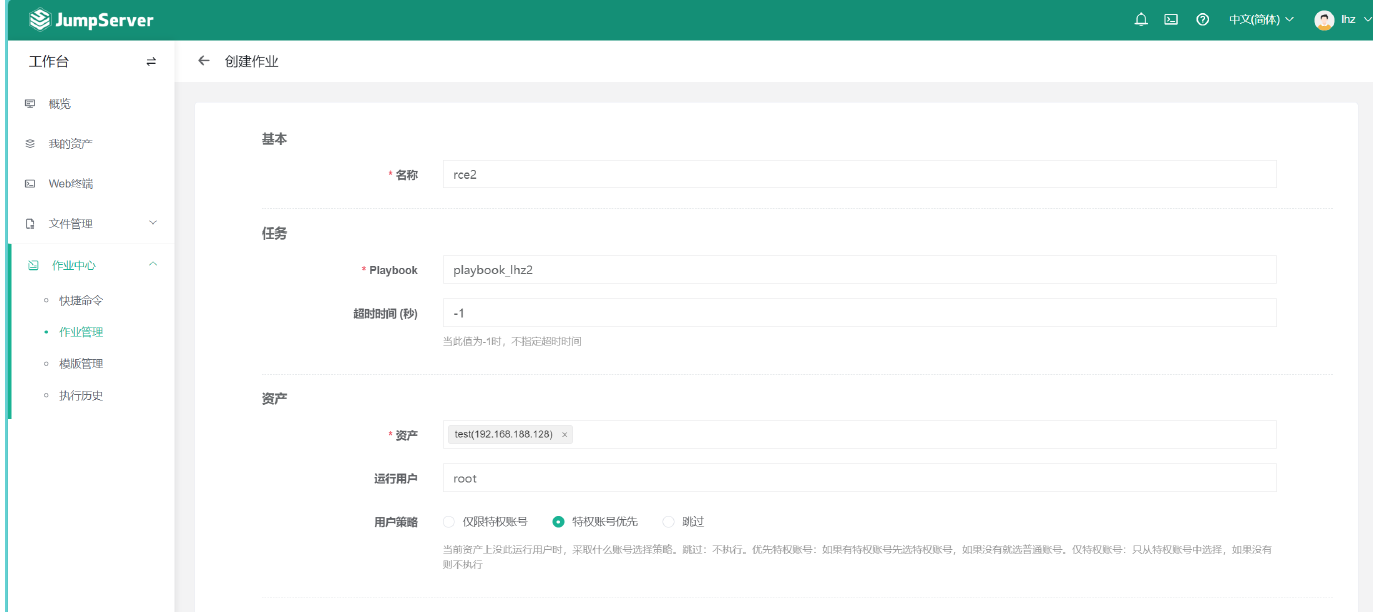 JumpServer
中文(简体)
lhz
工作台
创建作业
概览
我的资产
Web终端
文件管理
作业中心
快捷命令
作业管理
模版管理
执行历史
基本
* 名称
rce2
任务
* Playbook
playbook_lhz2
超时时间 (秒)
-1
当此值为-1时，不指定超时时间
资产
* 资产
test(192.168.188.128) ×
运行用户
root
用户策略
仅限特权账号
特权账号优先
跳过
当前资产上没此运行用户时，采取什么账号选择策略。跳过：不执行。优先特权账号：如果有特权账号先选特权账号，如果没有就选普通账号。仅特权账号：只从特权账号中选择，如果没有
则不执行